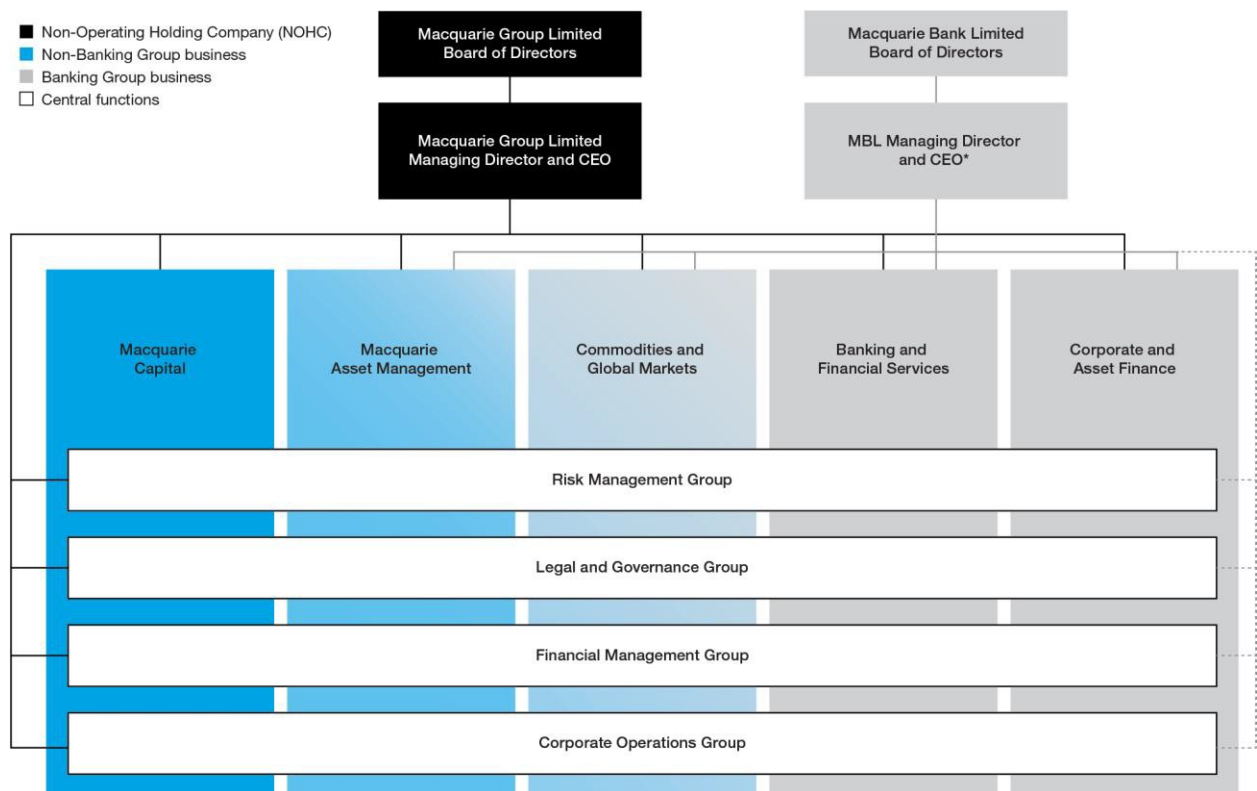 Non-Operating Holding Company (NOHC)
Non-Banking Group business
Banking Group business
Central functions
Macquarie Group Limited
Board of Directors
Macquarie Bank Limited
Board of Directors
Macquarie Group Limited
Managing Director and CEO
MBL Managing Director
and CEO*
Macquarie
Capital
Macquarie
Asset Management
Commodities and
Global Markets
Banking and
Financial Services
Corporate and
Asset Finance
Risk Management Group
Legal and Governance Group
Financial Management Group
Corporate Operations Group